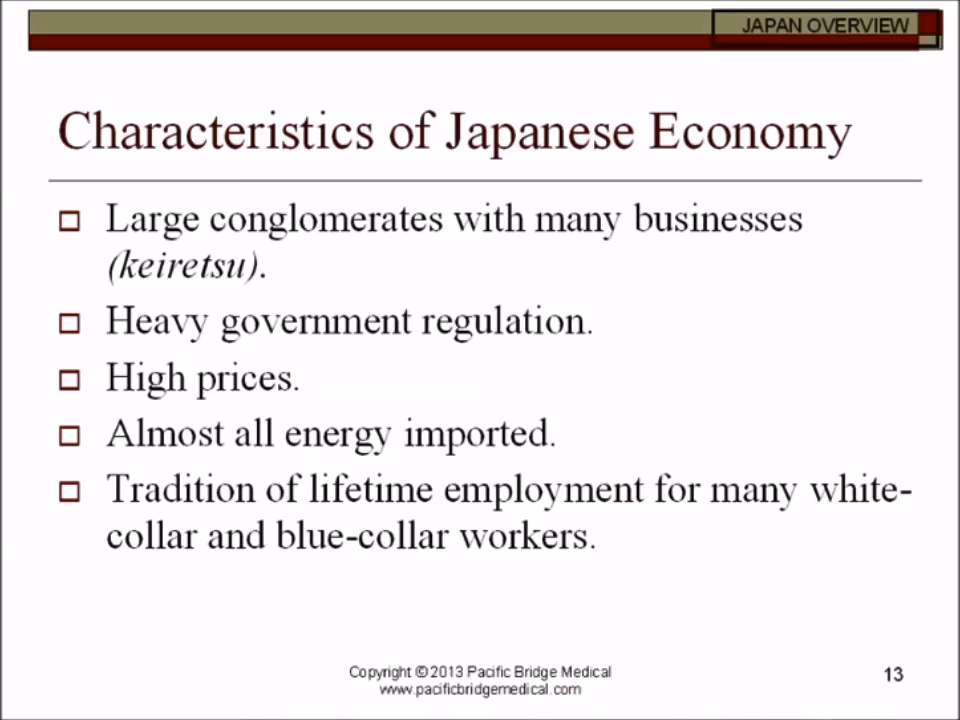 JAPAN OVERVIEW
Characteristics of Japanese Economy
Large conglomerates with many businesses
(keiretsu).
Heavy government regulation.
High prices.
Almost all energy imported.
Tradition of lifetime employment for many white-
collar and blue-collar workers.
Copyright © 2013 Pacific Bridge Medical
www.pacificbridgemedical.com
13